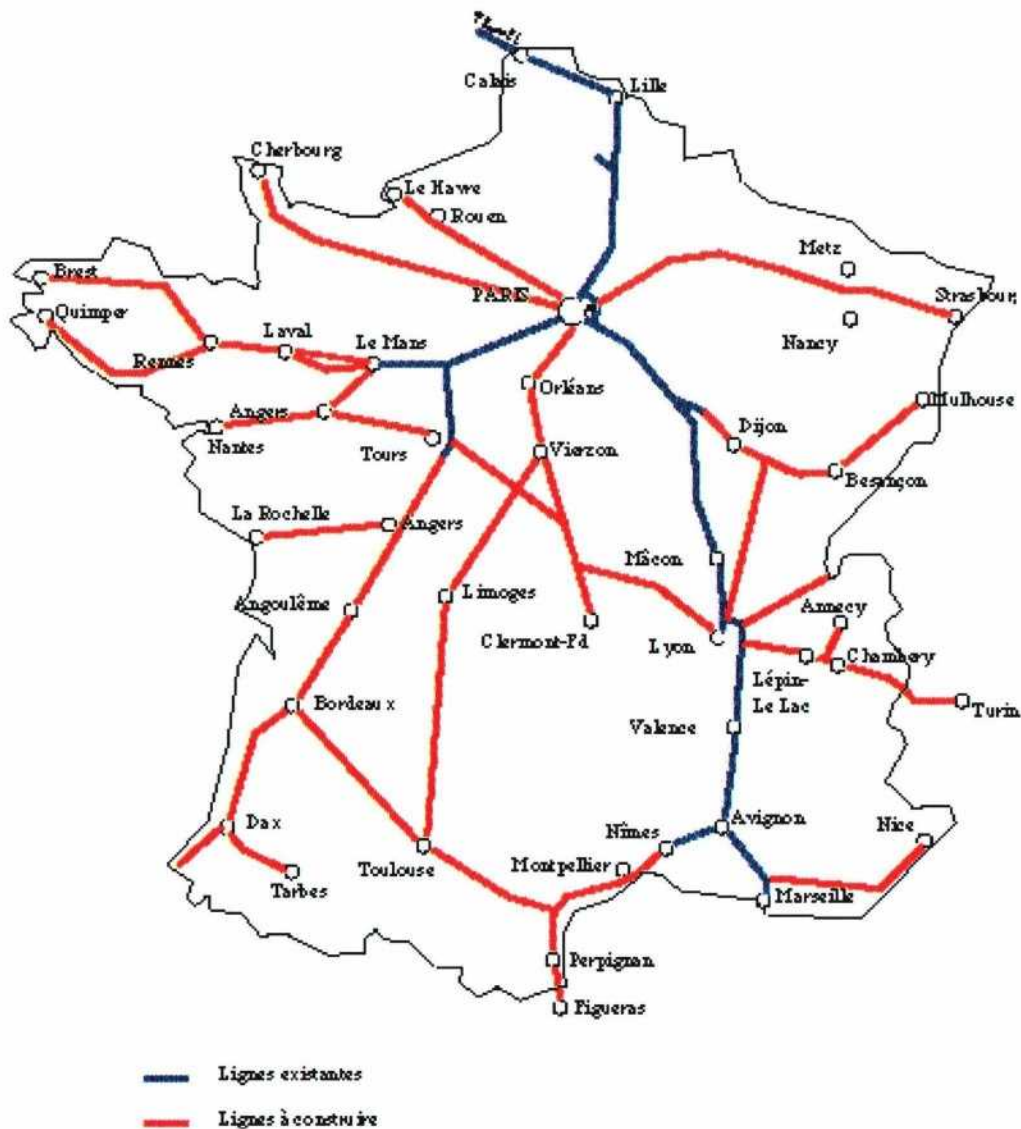 Calais
Lille
Cherbourg
Le Havre
Rouen
Metz
Brest
PARIS
Strasbour
Quimper
Laval
Le Mans
Nancy
Rennes
Orléans
Mulhouse
Angers
Nantes
Tours
Vierzon
Dijon
Besançon
La Rochelle
Angers
Mâcon
Angoulême
Limoges
Annecy
Clermont-Fd
Lyon
Chambéry
Lépin-
Le Lac
Turin
Bordeaux
Valence
Dax
Avignon
Nice
Nîmes
Toulouse
Montpellier
Tarbes
Marseille
Perpignan
Figueras
Lignes existantes
Lignes à construire